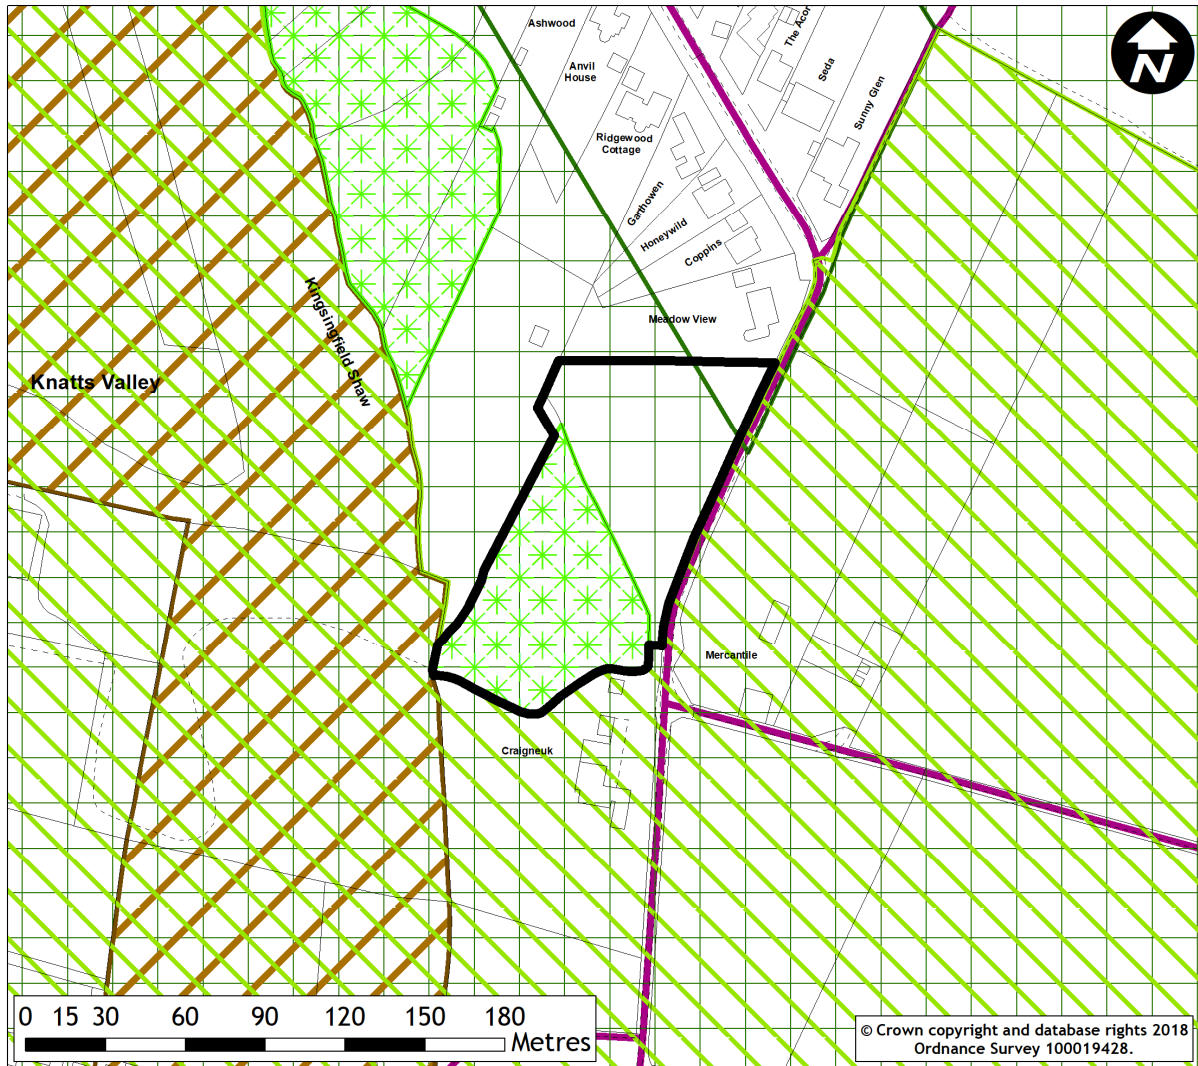 Ashwood
The Acor
N
Anvil
House
Seda
Sunny Glen
Ridgewood
Cottage
Garthowen
Honeywild
Coppins
Kingsingfield Shaw
Meadow View
Knatts Valley
Mercantile
Craigneuk
0 15 30 60 90 120 150 180
Metres
© Crown copyright and database rights 2018
Ordnance Survey 100019428.